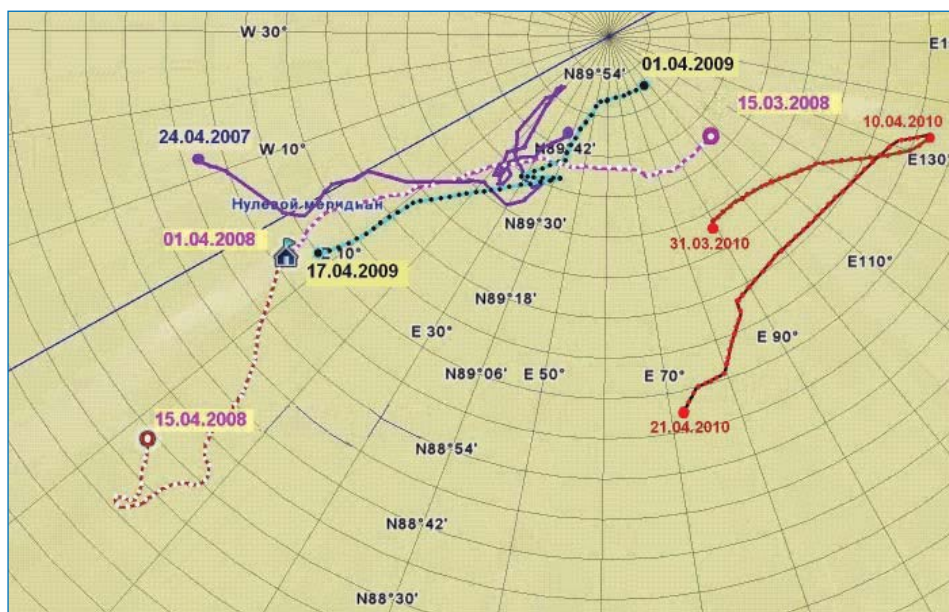 W 30°
E1
N89°54'
01.04.2009
15.03.2008
10.04.2010
24.04.2007
W 10°
N89°42'
E130°
Нулевой меридиан
N89°30'
01.04.2008
31.03.2010
10°
17.04.2009
E110°
N89°18'
E 30°
E 90°
N89°06'
E 50°
E 70°
15.04.2008
21.04.2010
N88°54'
N88°42'
N88°30'